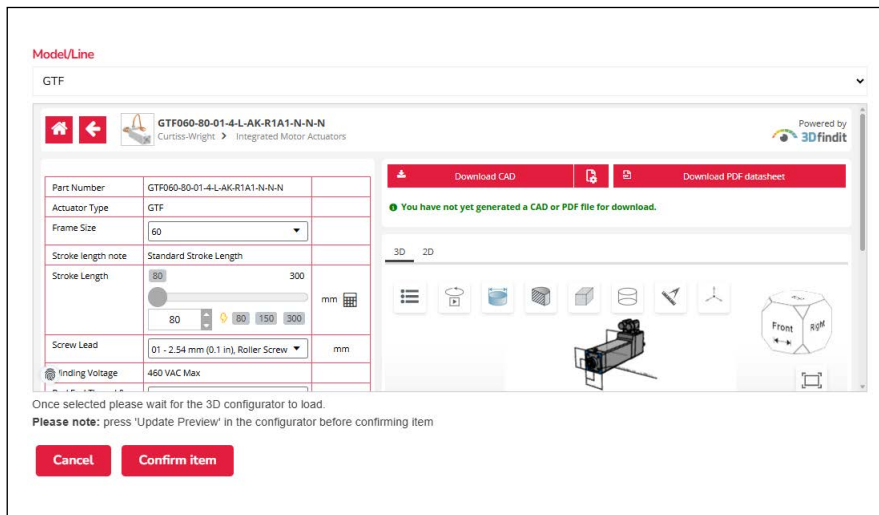 Model/Line
GTF
GTF060-80-01-4-L-AK-R1A1-N-N-N
Curtiss-Wright > Integrated Motor Actuators
Powered by
3Dfindit
Part Number GTF060-80-01-4-L-AK-R1A1-N-N-N
Actuator Type GTF
Frame Size 60
Stroke length note Standard Stroke Length
Stroke Length 80 300
mm
80 80 150 300
Screw Lead 01 - 2.54 mm (0.1 in), Roller Screw mm
inding Voltage 460 VAC Max
Download CAD Download PDF datasheet
You have not yet generated a CAD or PDF file for download.
3D 2D
Front Right
Once selected please wait for the 3D configurator to load.
Please note: press 'Update Preview' in the configurator before confirming item
Cancel Confirm item